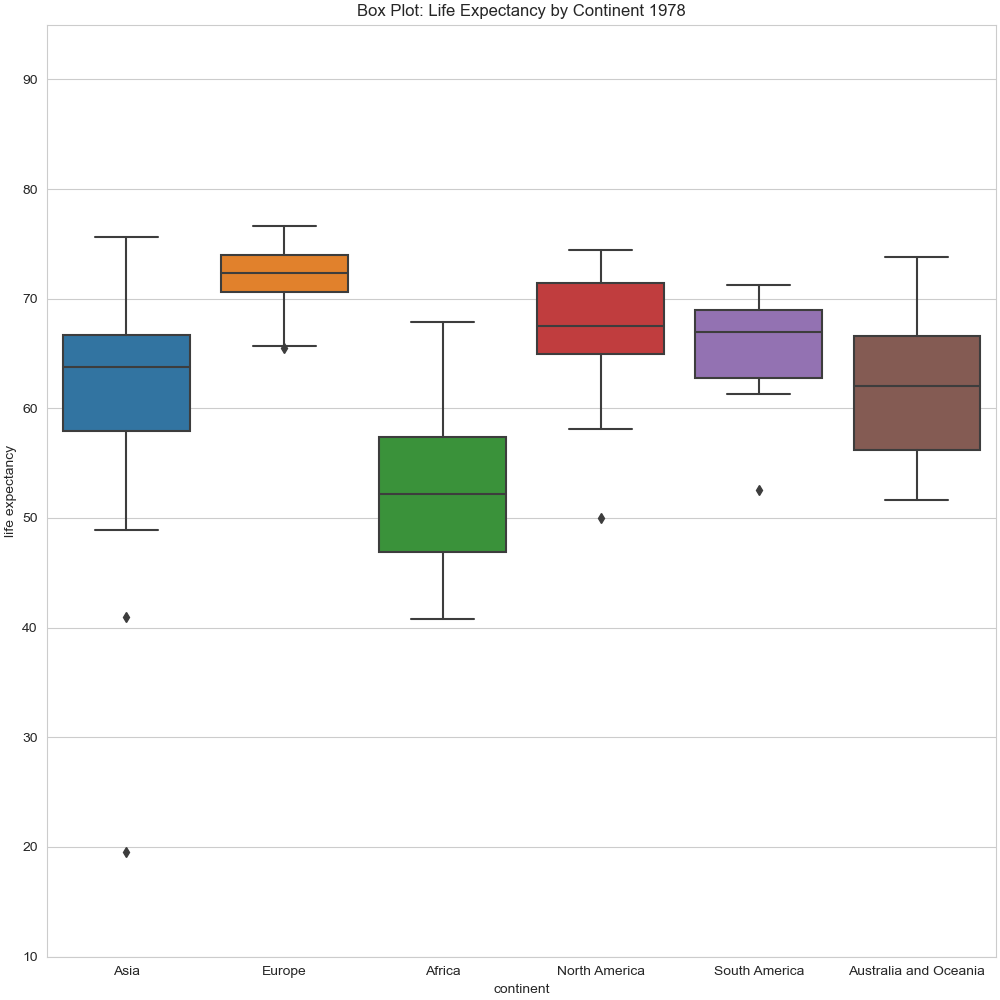 Box Plot: Life Expectancy by Continent 1978
90
80
70
60
50
40
30
20
10
life expectancy
Asia
Europe
Africa
North America
South America
Australia and Oceania
continent